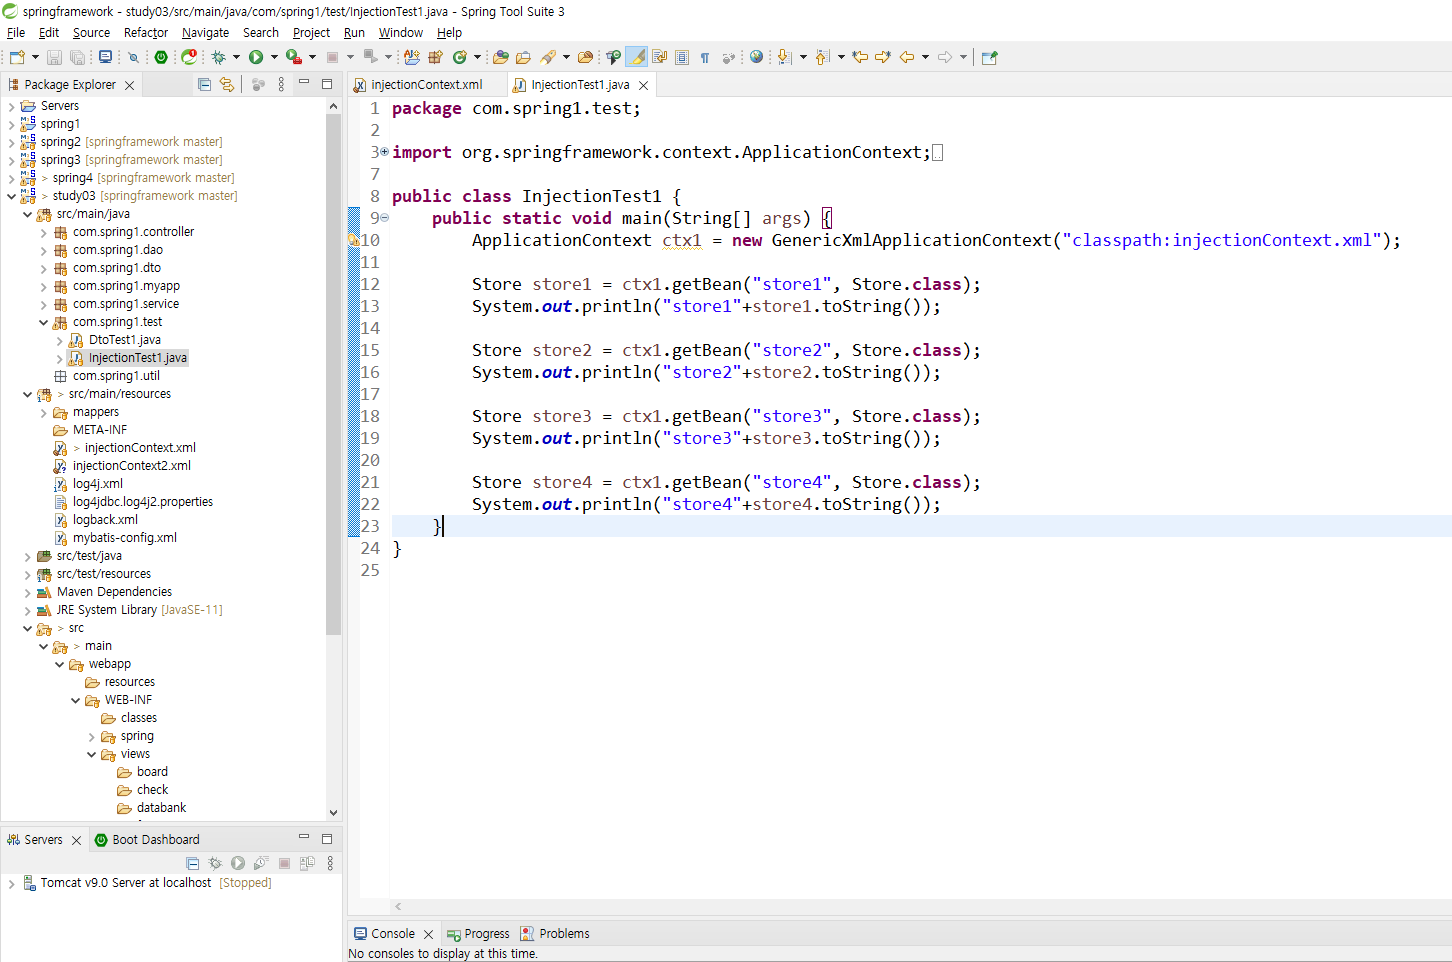 springframework - study03/src/main/java/com/spring1/test/InjectionTest1.java - Spring Tool Suite 3
File Edit Source Refactor Navigate Search Project Run Window Help
Package Explorer
Servers
spring1
spring2 [springframework master]
spring3 [springframework master]
> spring4 [springframework master]
> study03 [springframework master]
src/main/java
com.spring1.controller
com.spring1.dao
com.spring1.dto
com.spring1.myapp
com.spring1.service
com.spring1.test
DtoTest1.java
InjectionTest1.java
com.spring1.util
> src/main/resources
mappers
META-INF
> injectionContext.xml
injectionContext2.xml
log4j.xml
log4jdbc.log4j2.properties
logback.xml
mybatis-config.xml
src/test/java
src/test/resources
Maven Dependencies
JRE System Library [JavaSE-11]
> src
> main
webapp
resources
WEB-INF
classes
spring
views
board
check
databank
Servers Boot Dashboard
Tomcat v9.0 Server at localhost [Stopped]
injectionContext.xml InjectionTest1.java
1 package com.spring1.test;
2
3 import org.springframework.context.ApplicationContext;
7
8 public class InjectionTest1 {
9 public static void main(String[] args) {
10 ApplicationContext ctx1 = new GenericXmlApplicationContext("classpath:injectionContext.xml");
11
12 Store store1 = ctx1.getBean("store1", Store.class);
13 System.out.println("store1"+store1.toString());
14
15 Store store2 = ctx1.getBean("store2", Store.class);
16 System.out.println("store2"+store2.toString());
17
18 Store store3 = ctx1.getBean("store3", Store.class);
19 System.out.println("store3"+store3.toString());
20
21 Store store4 = ctx1.getBean("store4", Store.class);
22 System.out.println("store4"+store4.toString());
23 }
24 }
25
Console Progress Problems
No consoles to display at this time.